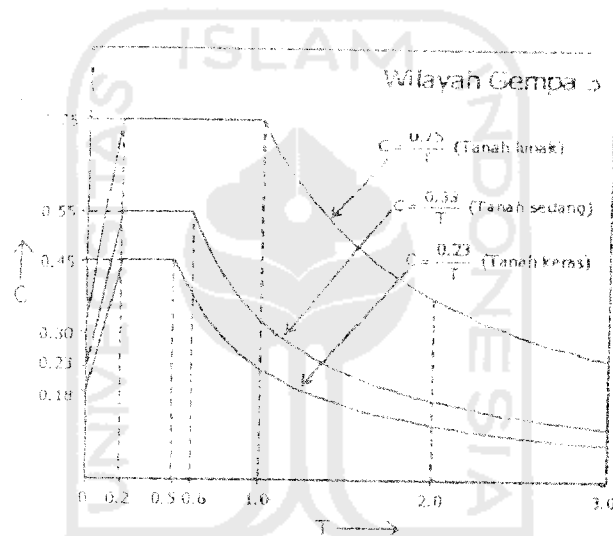 ISLAM
UNIVERSITAS
INDONESIA
Wilayah Gempa
C = 0.75/T (Tanah lunak)
C = 0.33/T (Tanah sedang)
C = 0.23/T (Tanah keras)
0.55
0.45
C
0.30
0.23
0.18
0 0.2 0.5 0.6 1.0 2.0 3.0
T